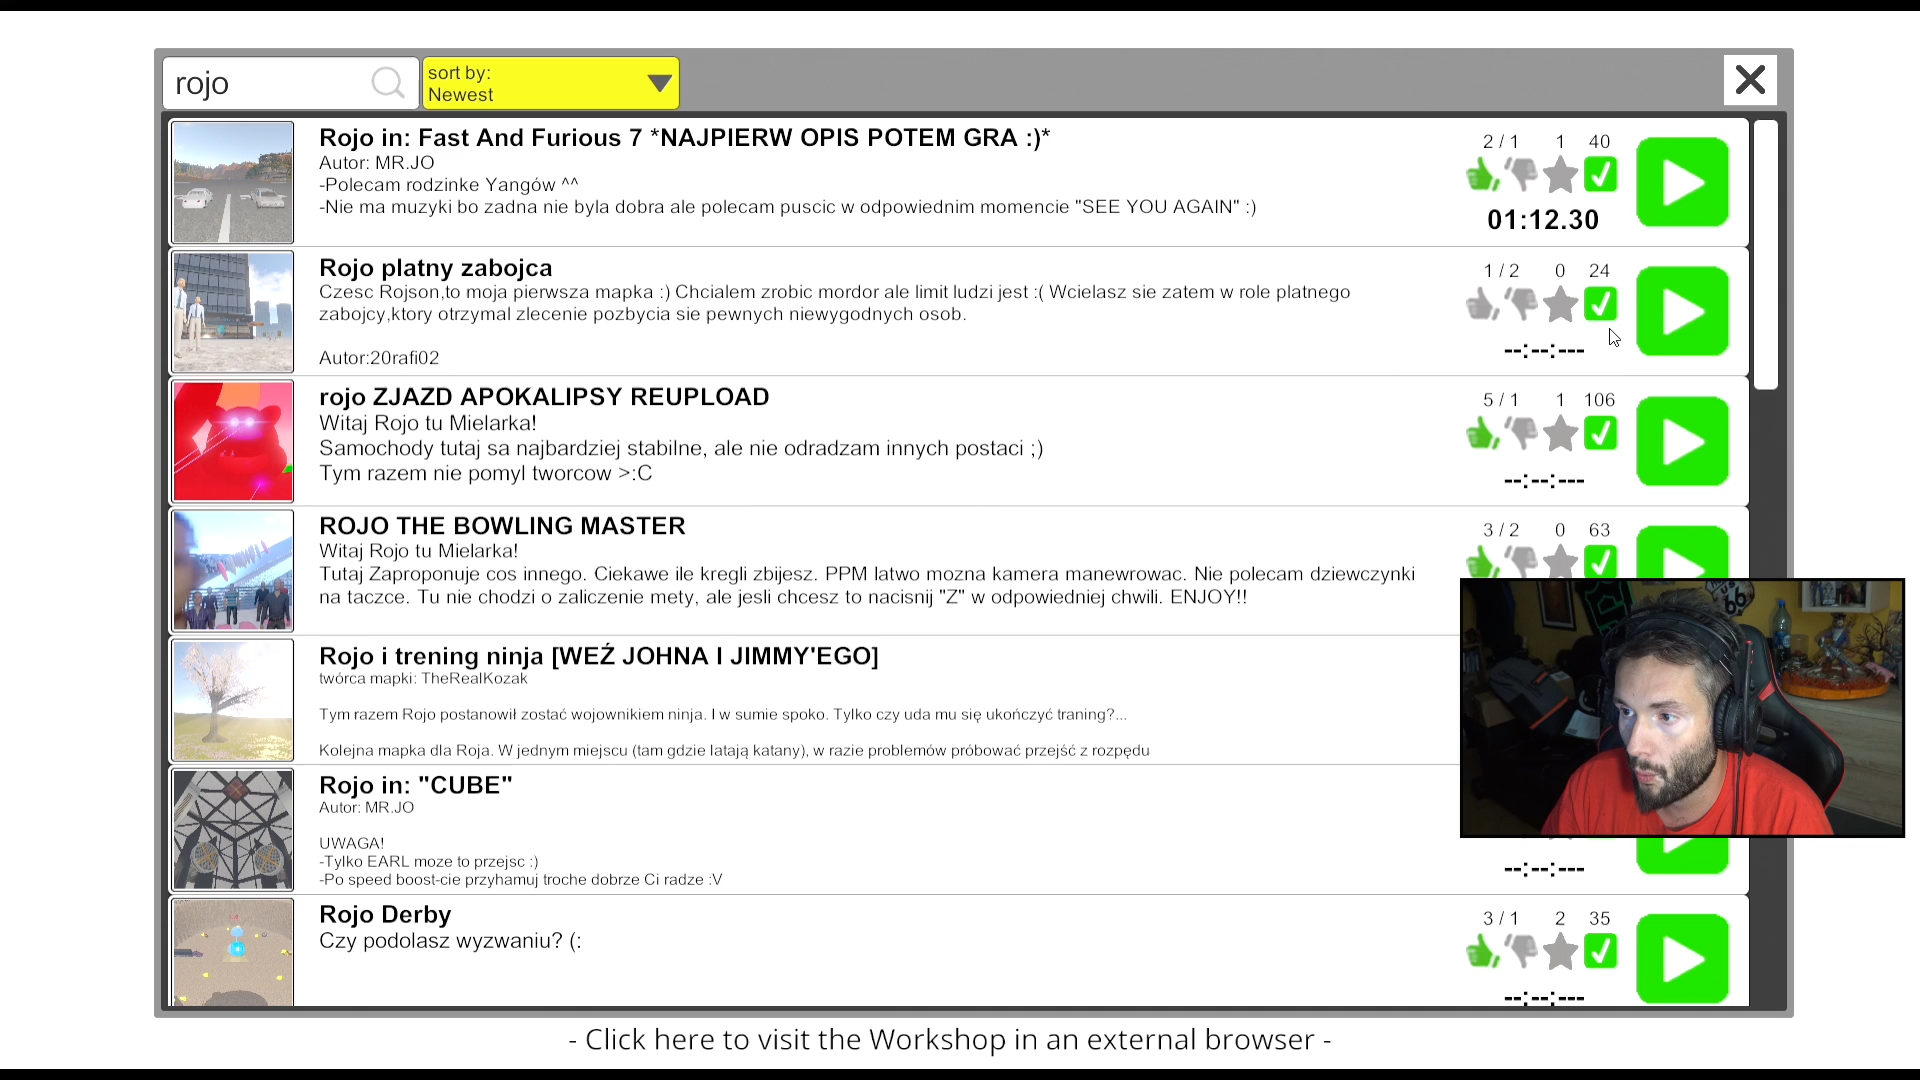 rojo
sort by:
Newest
Rojo in: Fast And Furious 7 *NAJPIERW OPIS POTEM GRA :)*
Autor: MR.JO
-Polecam rodzinke Yangów ^^
-Nie ma muzyki bo zadna nie byla dobra ale polecam puscic w odpowiednim momencie "SEE YOU AGAIN" :)
2 / 1 1 40
01:12.30
Rojo platny zabojca
Czesc Rojson,to moja pierwsza mapka :) Chcialem zrobic mordor ale limit ludzi jest :( Wcielasz sie zatem w role platnego
zabojcy,ktory otrzymal zlecenie pozbycia sie pewnych niewygodnych osob.
Autor:20rafi02
1 / 2 0 24
--:--:---
rojo ZJAZD APOKALIPSY REUPLOAD
Witaj Rojo tu Mielarka!
Samochody tutaj sa najbardziej stabilne, ale nie odradzam innych postaci ;)
Tym razem nie pomyl tworcow >:C
5 / 1 1 106
--:--:---
ROJO THE BOWLING MASTER
Witaj Rojo tu Mielarka!
Tutaj Zaproponuje cos innego. Ciekawe ile kregli zbijesz. PPM latwo mozna kamera manewrowac. Nie polecam dziewczynki
na taczce. Tu nie chodzi o zaliczenie mety, ale jesli chcesz to nacisnij "Z" w odpowiedniej chwili. ENJOY!!
3 / 2 0 63
Rojo i trening ninja [WEŹ JOHNA I JIMMY'EGO]
twórca mapki: TheRealKozak
Tym razem Rojo postanowił zostać wojownikiem ninja. I w sumie spoko. Tylko czy uda mu się ukończyć traning?...
Kolejna mapka dla Roja. W jednym miejscu (tam gdzie latają katany), w razie problemów próbować przejść z rozpędu
Rojo in: "CUBE"
Autor: MR.JO
UWAGA!
-Tylko EARL moze to przejsc :)
-Po speed boost-cie przyhamuj troche dobrze Ci radze :V
--:--:---
Rojo Derby
Czy podolasz wyzwaniu? (:
3 / 1 2 35
--:--:---
66
- Click here to visit the Workshop in an external browser -